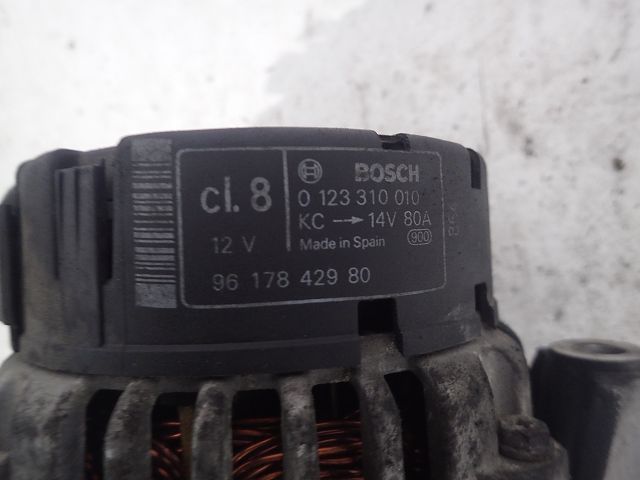 cl.8
12 V
BOSCH
0 123 310 010
KC → 14V 80A
Made in Spain 900
96 178 429 80